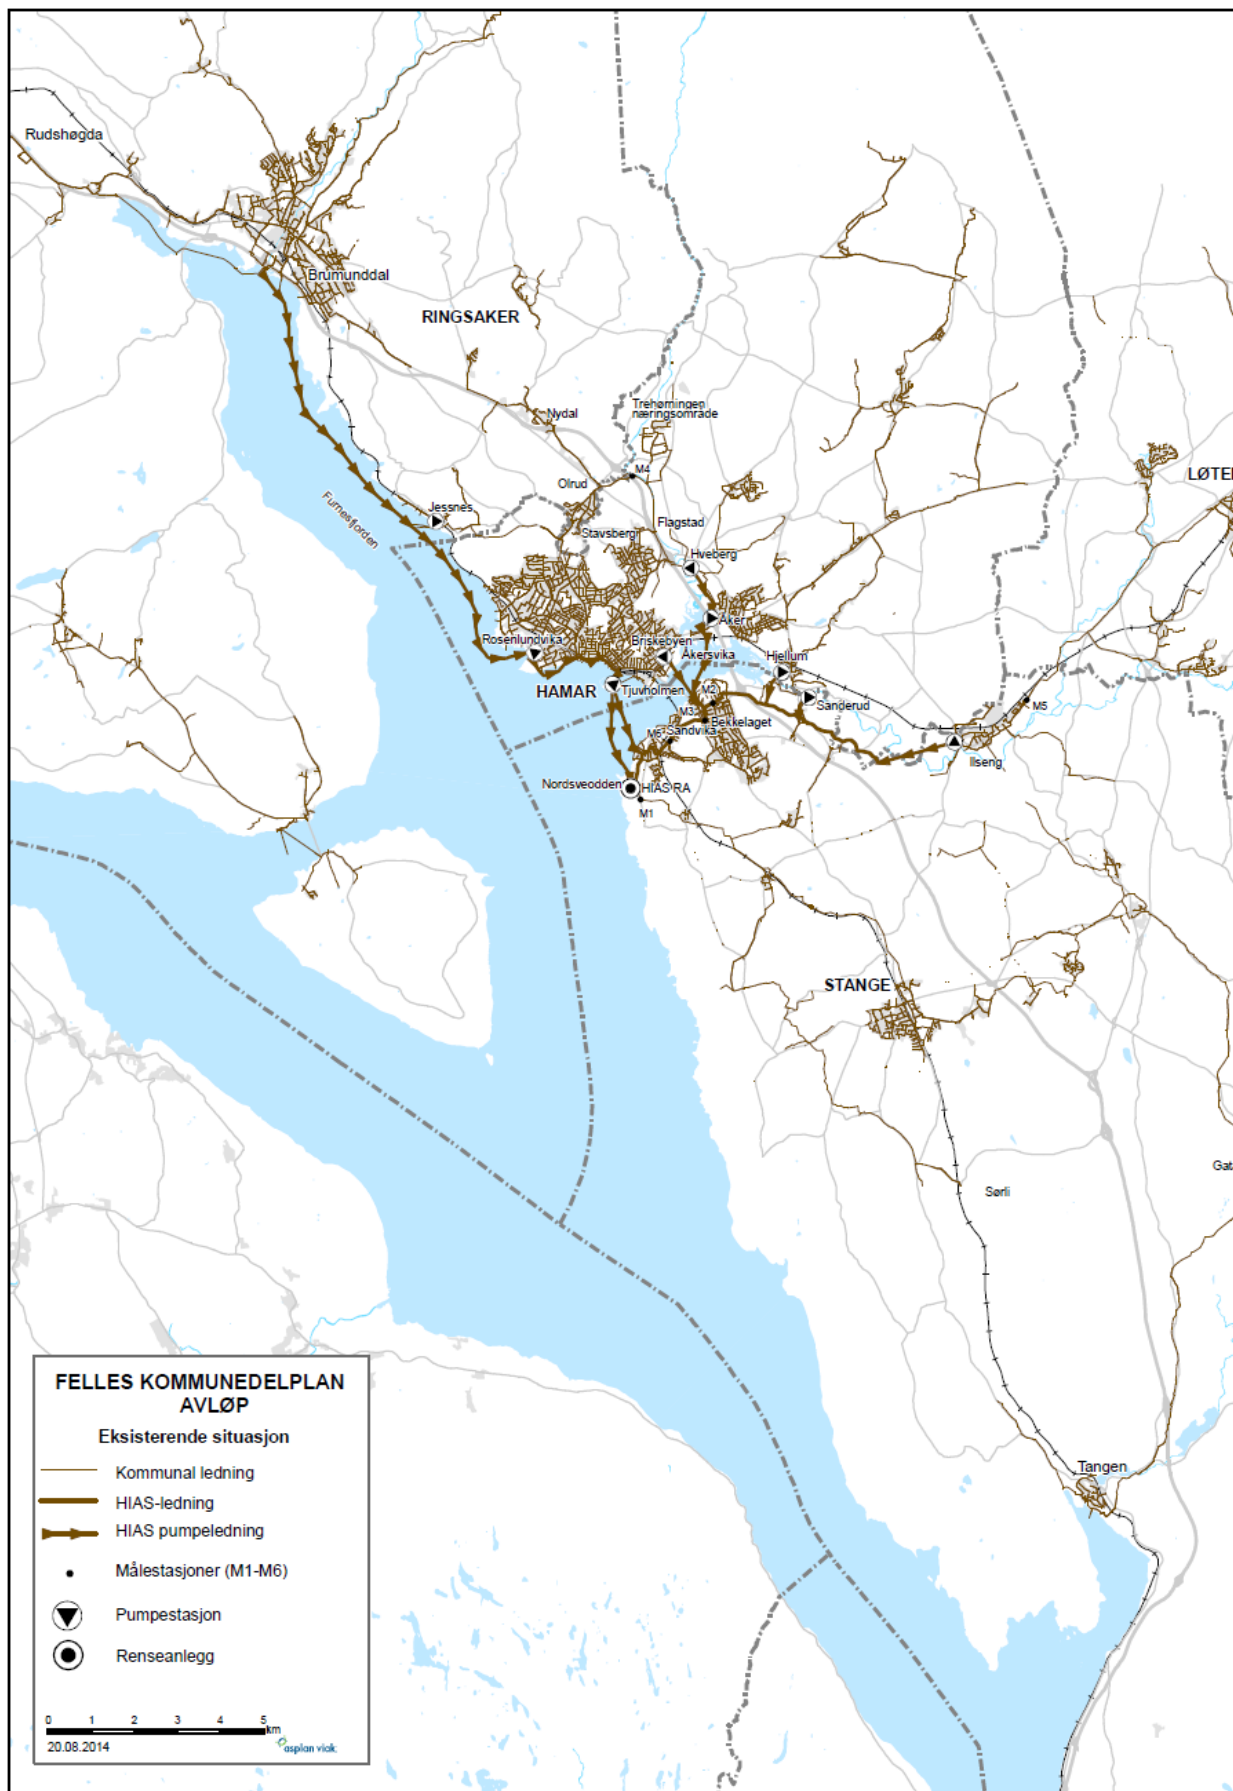 Rudshøgda
Brumunddal
RINGSAKER
Nydal
Trehørningen
næringsområde
M4
Olrud
LØTE
Furnesfjorden
Jessnes
Flagstad
Stavsberg
Hveberg
Åker
Rosenlundvika
Briskebyen
Åkersvika
Hjellum
HAMAR
Tjuvholmen
M2
Sanderud
M5
M3
Bekkelaget
M6
Sandvika
Ilseng
Nordsveodden
HIAS RA
M1
STANGE
Gat
Sørli
Tangen
FELLES KOMMUNEDELPLAN
AVLØP
Eksisterende situasjon
Kommunal ledning
HIAS-ledning
HIAS pumpeledning
Målestasjoner (M1-M6)
Pumpestasjon
Renseanlegg
0 1 2 3 4 5
km
20.08.2014
asplan viak